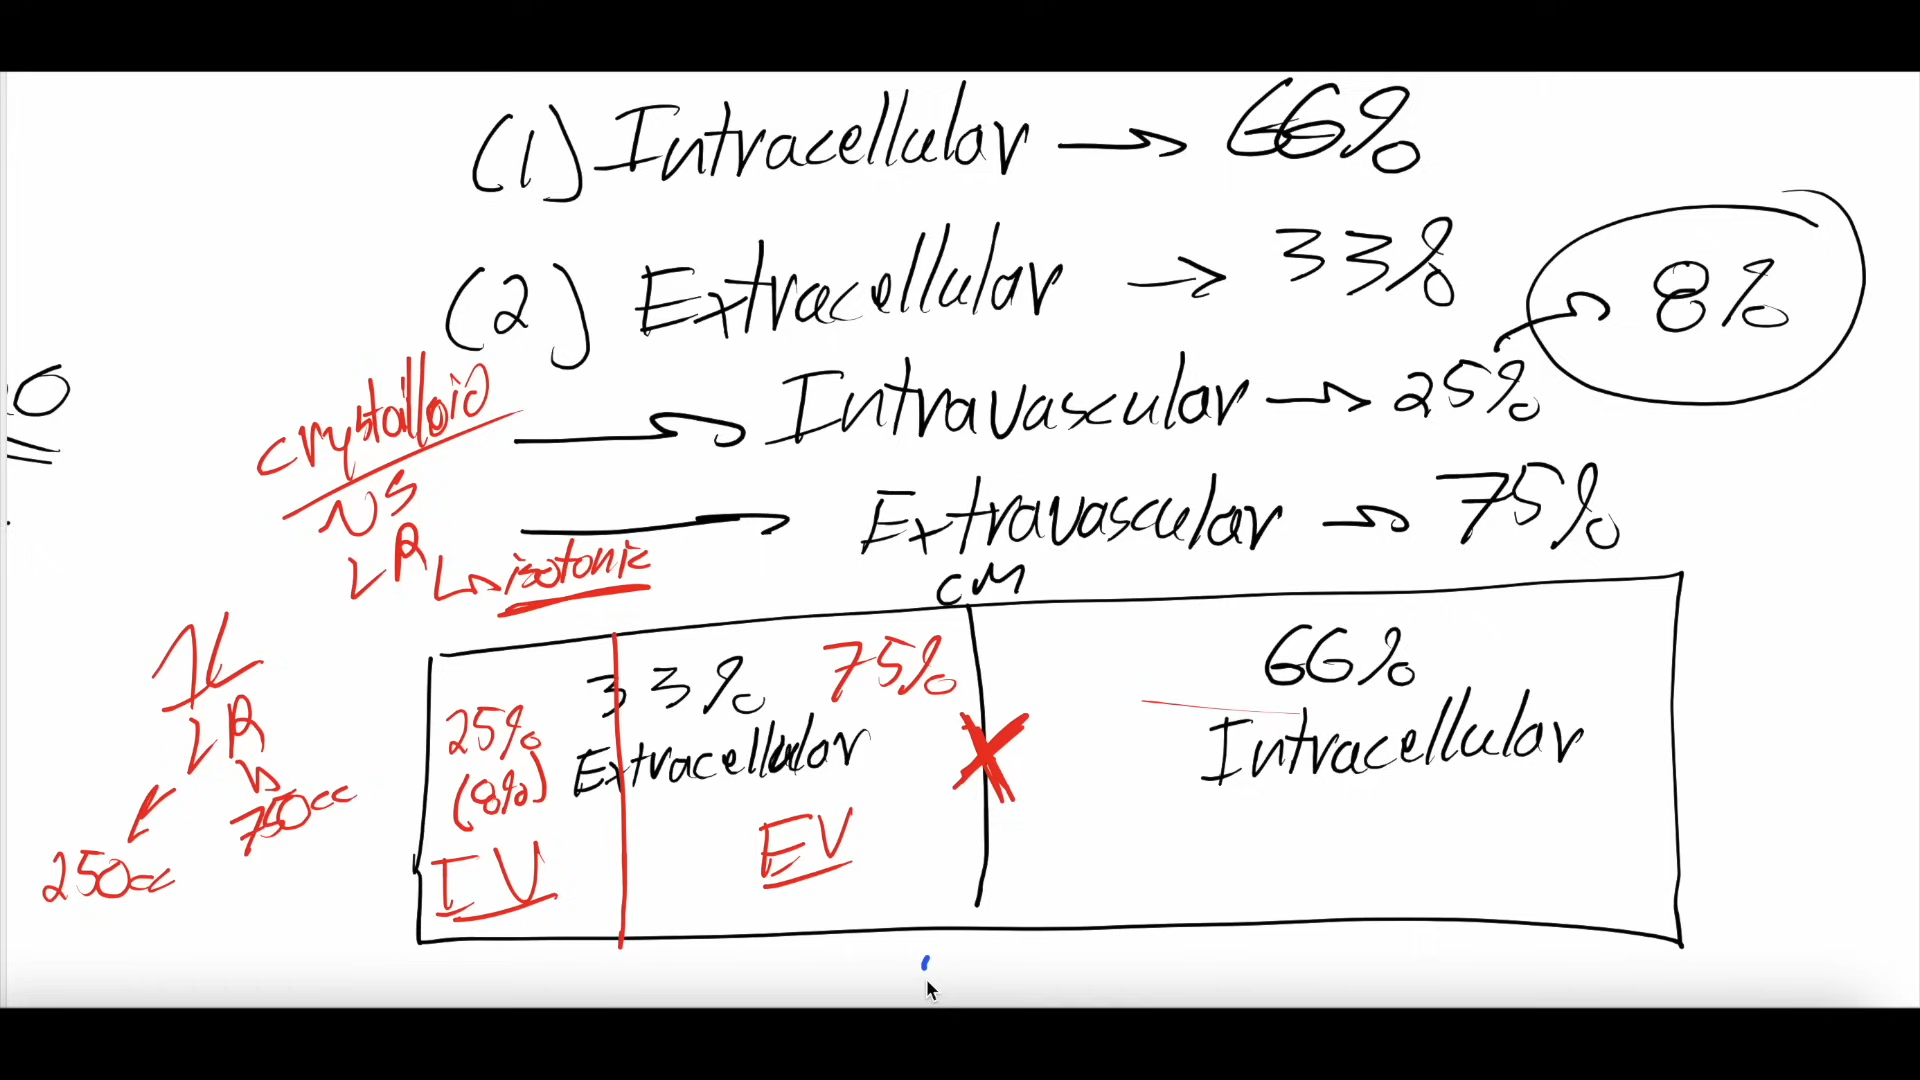 (1) Intracellular → 66%
(2) Extracellular → 33%
Intravascular → 25% → 8%
Extravascular → 75%
crystalloid
NS
LR ↳ isotonic
CM
1L
LR
250cc
750cc
33%
Extracellular
75%
25%
(8%)
IV
EV
66%
Intracellular